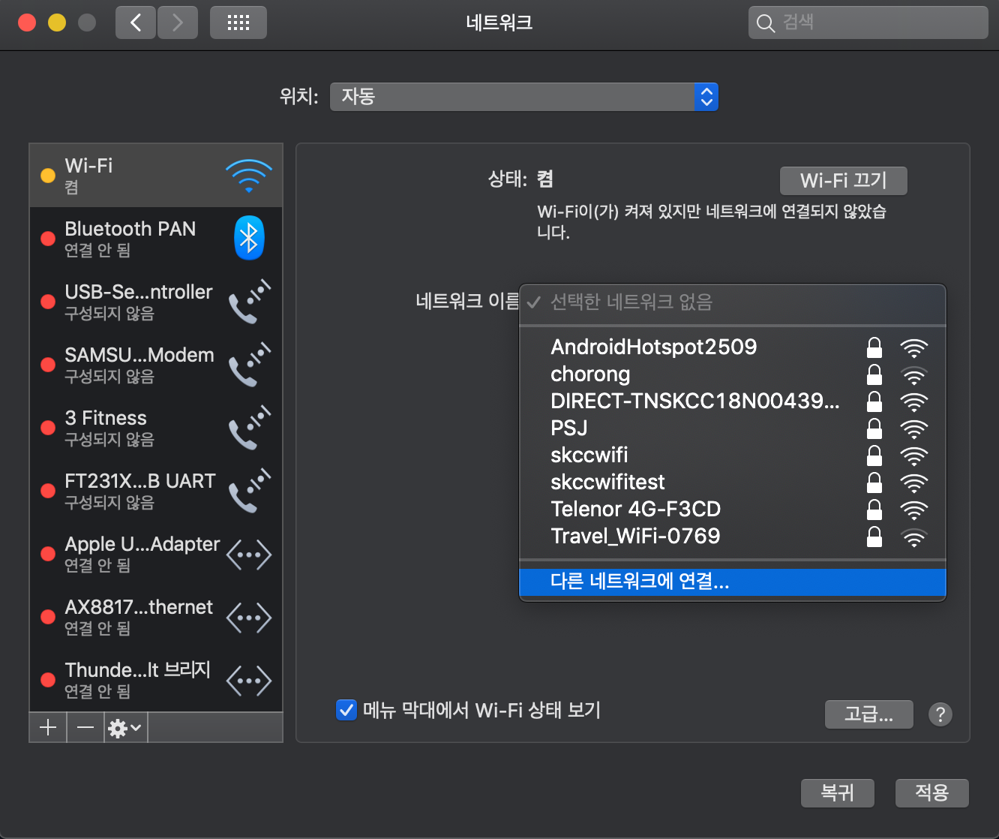 네트워크
검색
위치:
자동
Wi-Fi
켬
Bluetooth PAN
연결 안 됨
USB-Se...ntroller
구성되지 않음
SAMSU...Modem
구성되지 않음
3 Fitness
구성되지 않음
FT231X...B UART
구성되지 않음
Apple U...Adapter
연결 안 됨
AX8817...thernet
연결 안 됨
Thunde...lt 브리지
연결 안 됨
상태: 켬
Wi-Fi 끄기
Wi-Fi이(가) 켜져 있지만 네트워크에 연결되지 않았습
니다.
네트워크 이름
선택한 네트워크 없음
AndroidHotspot2509
chorong
DIRECT-TNSKCC18N00439...
PSJ
skccwifi
skccwifitest
Telenor 4G-F3CD
Travel_WiFi-0769
다른 네트워크에 연결...
메뉴 막대에서 Wi-Fi 상태 보기
고급...
?
복귀
적용